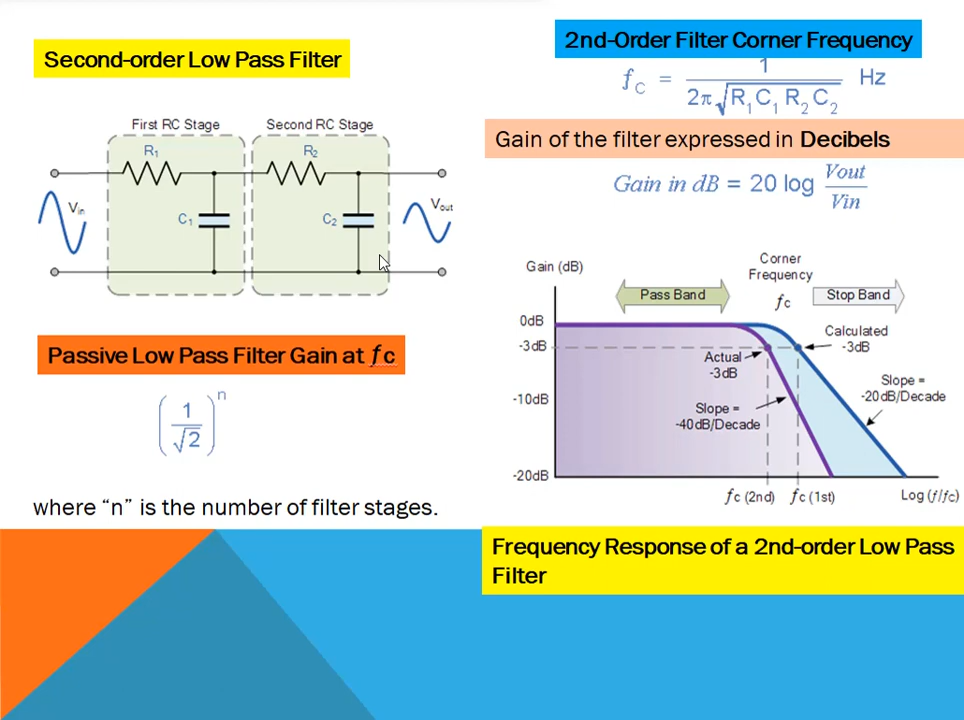 Second-order Low Pass Filter
First RC Stage
Second RC Stage
R₁
R₂
Vin
C₁
C₂
Vout
Passive Low Pass Filter Gain at ƒc
(1/√2)ⁿ
where “n” is the number of filter stages.
2nd-Order Filter Corner Frequency
fC = 1 / 2π√R₁C₁R₂C₂ Hz
Gain of the filter expressed in Decibels
Gain in dB = 20 log Vout / Vin
Gain (dB)
Corner
Frequency
ƒc
Pass Band
Stop Band
0dB
-3dB
-10dB
-20dB
Actual
-3dB
Calculated
-3dB
Slope =
-40dB/Decade
Slope =
-20dB/Decade
ƒc (2nd)
ƒc (1st)
Log (ƒ/ƒc)
Frequency Response of a 2nd-order Low Pass
Filter